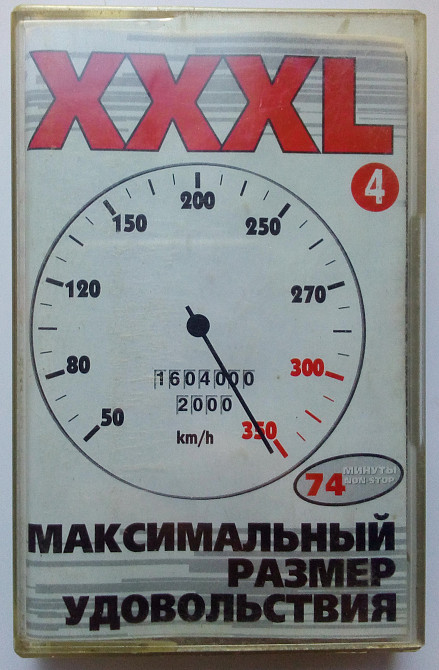 XXXL
4
200
150
250
120
270
80
300
1604000
2000
50
350
km/h
74 МИНУТЫ
NON-STOP
МАКСИМАЛЬНЫЙ
РАЗМЕР
УДОВОЛЬСТВИЯ